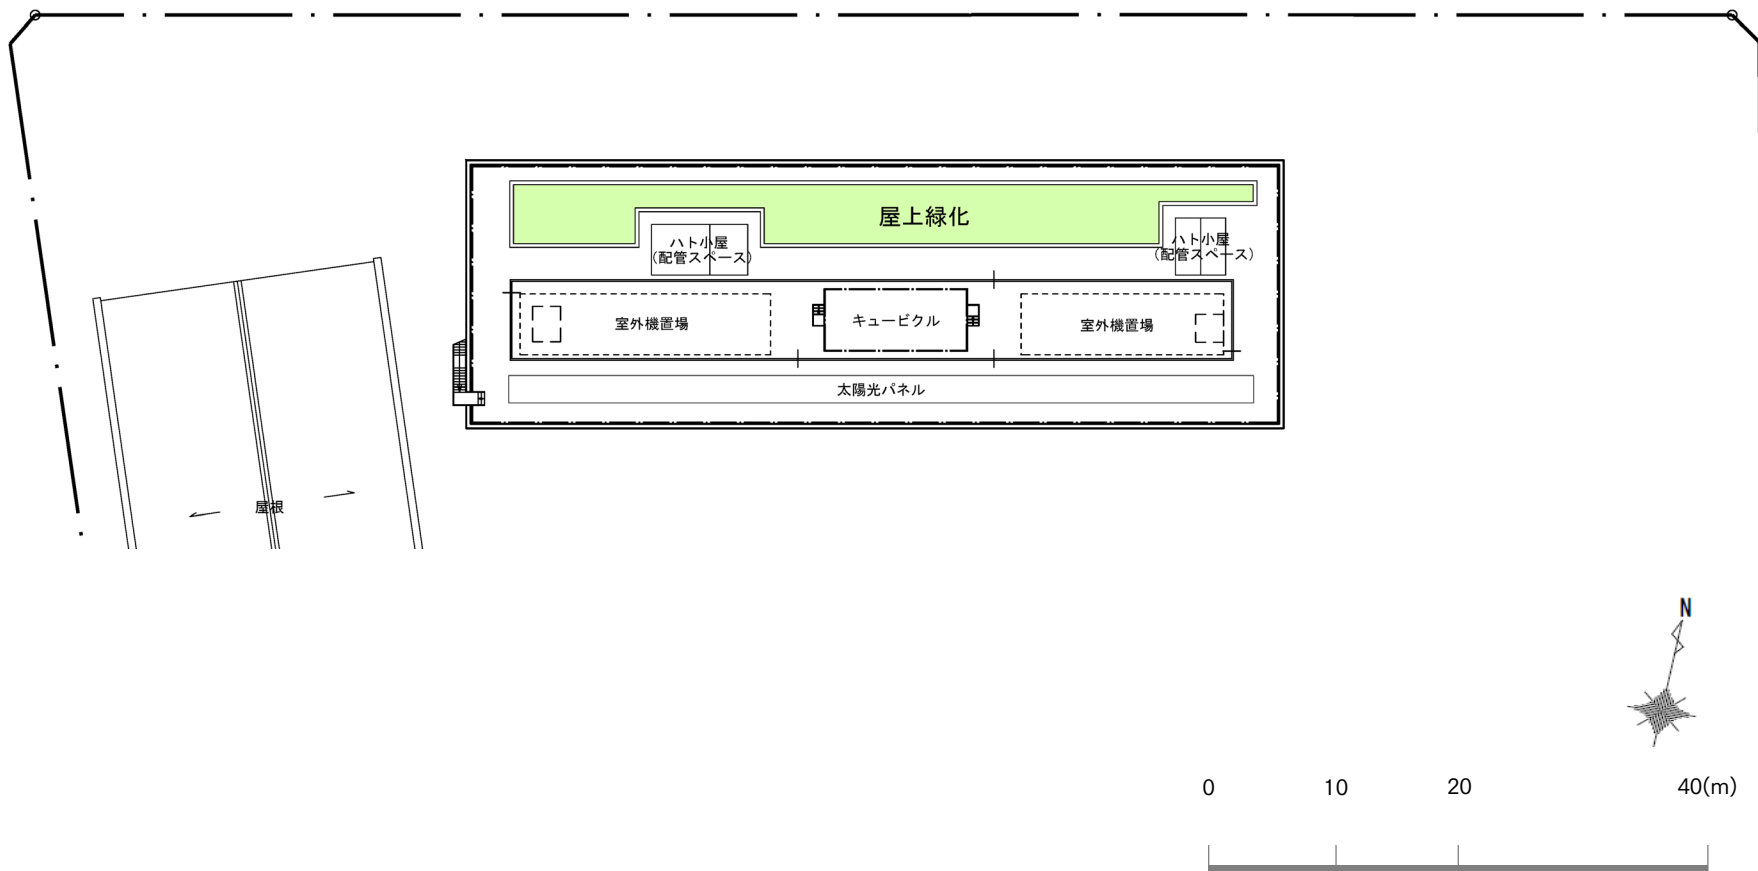 屋上緑化
ハト小屋
(配管スペース)
ハト小屋
(配管スペース)
室外機置場
キュービクル
室外機置場
太陽光パネル
屋根
N
0 10 20 40(m)